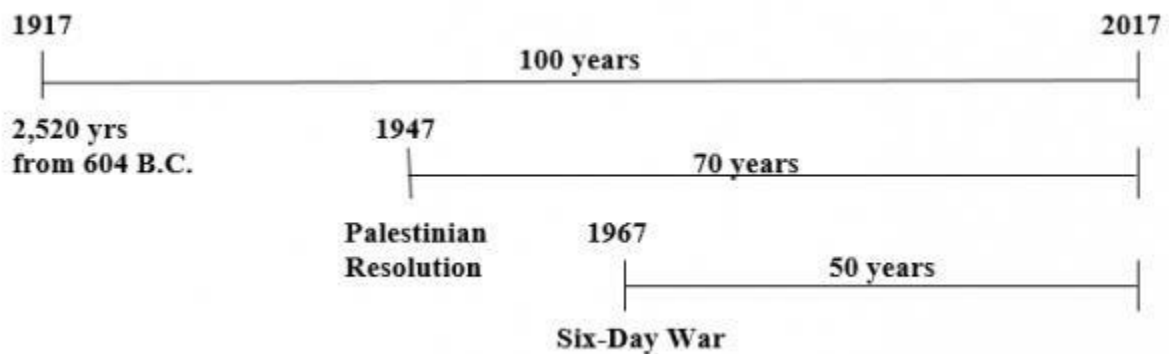 1917
2017
100 years
2,520 yrs
from 604 B.C.
1947
70 years
Palestinian
Resolution
1967
50 years
Six-Day War